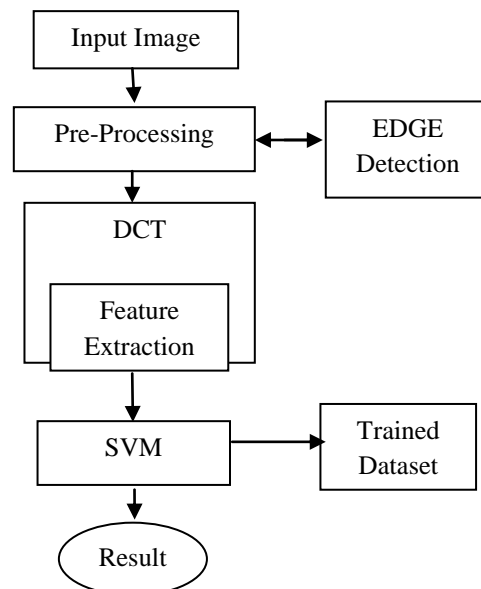 Input Image
Pre-Processing
EDGE
Detection
DCT
Feature
Extraction
SVM
Trained
Dataset
Result